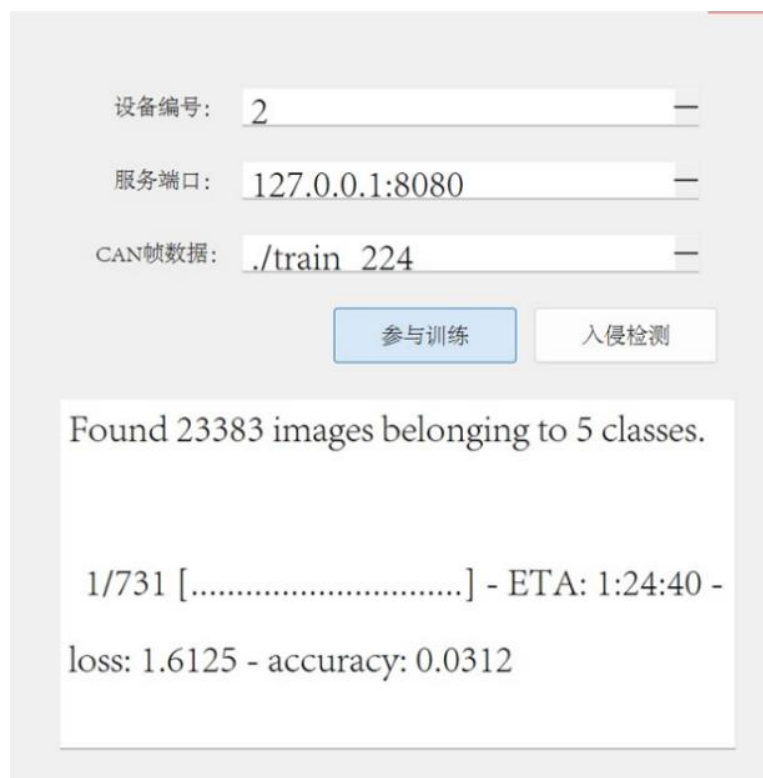 设备编号： 2
服务端口： 127.0.0.1:8080
CAN帧数据： ./train_224
参与训练 入侵检测
Found 23383 images belonging to 5 classes.
1/731 [..............................] - ETA: 1:24:40 -
loss: 1.6125 - accuracy: 0.0312